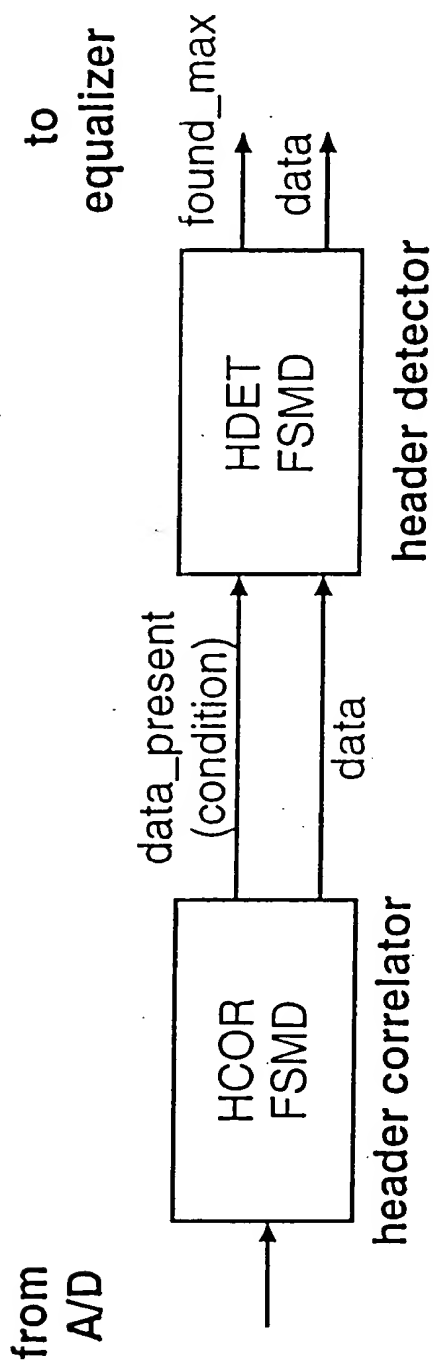 from
A/D
HCOR
FSMD
header correlator
data_present
(condition)
data
HDET
FSMD
header detector
to
equalizer
found_max
data